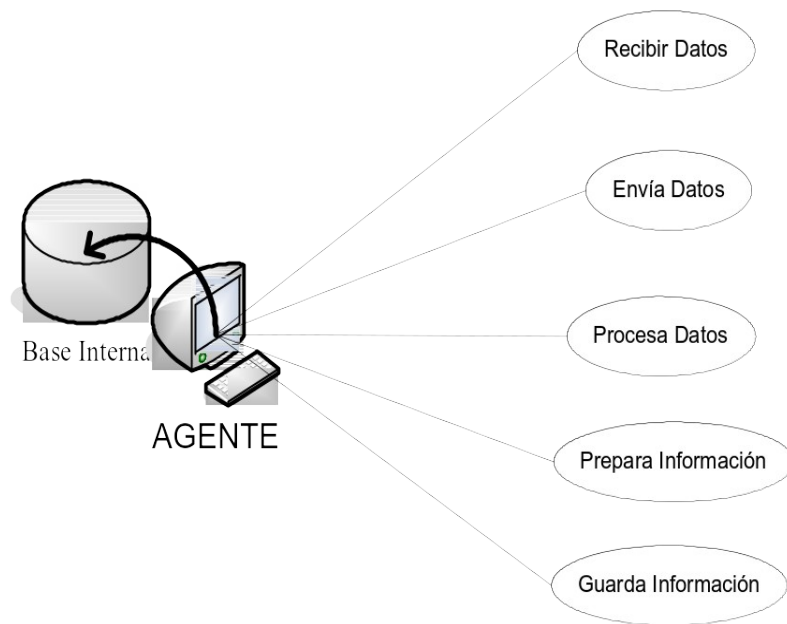 Recibir Datos
Envía Datos
Procesa Datos
Base Interna
AGENTE
Prepara Información
Guarda Información